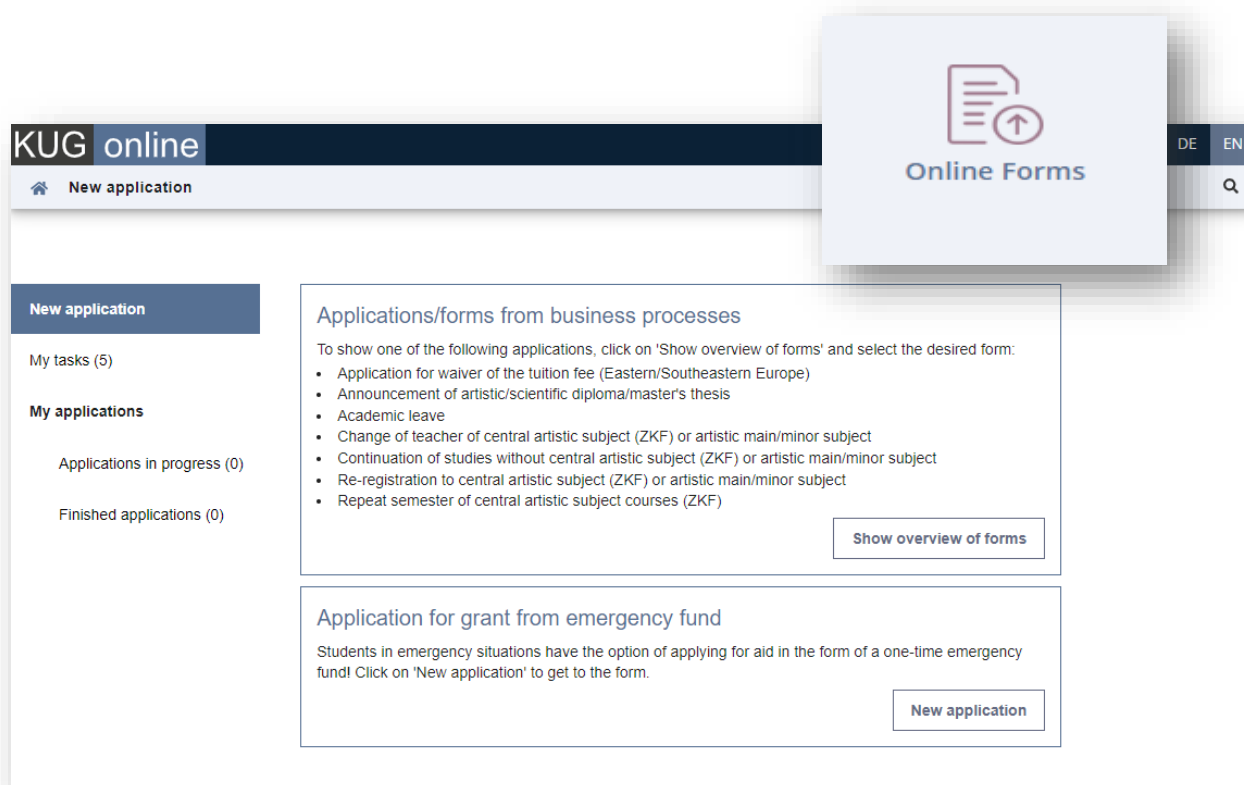 Online Forms
KUG online
DE EN
New application
New application
My tasks (5)
My applications
Applications in progress (0)
Finished applications (0)
Applications/forms from business processes
To show one of the following applications, click on 'Show overview of forms' and select the desired form:
• Application for waiver of the tuition fee (Eastern/Southeastern Europe)
• Announcement of artistic/scientific diploma/master's thesis
• Academic leave
• Change of teacher of central artistic subject (ZKF) or artistic main/minor subject
• Continuation of studies without central artistic subject (ZKF) or artistic main/minor subject
• Re-registration to central artistic subject (ZKF) or artistic main/minor subject
• Repeat semester of central artistic subject courses (ZKF)
Show overview of forms
Application for grant from emergency fund
Students in emergency situations have the option of applying for aid in the form of a one-time emergency
fund! Click on 'New application' to get to the form.
New application